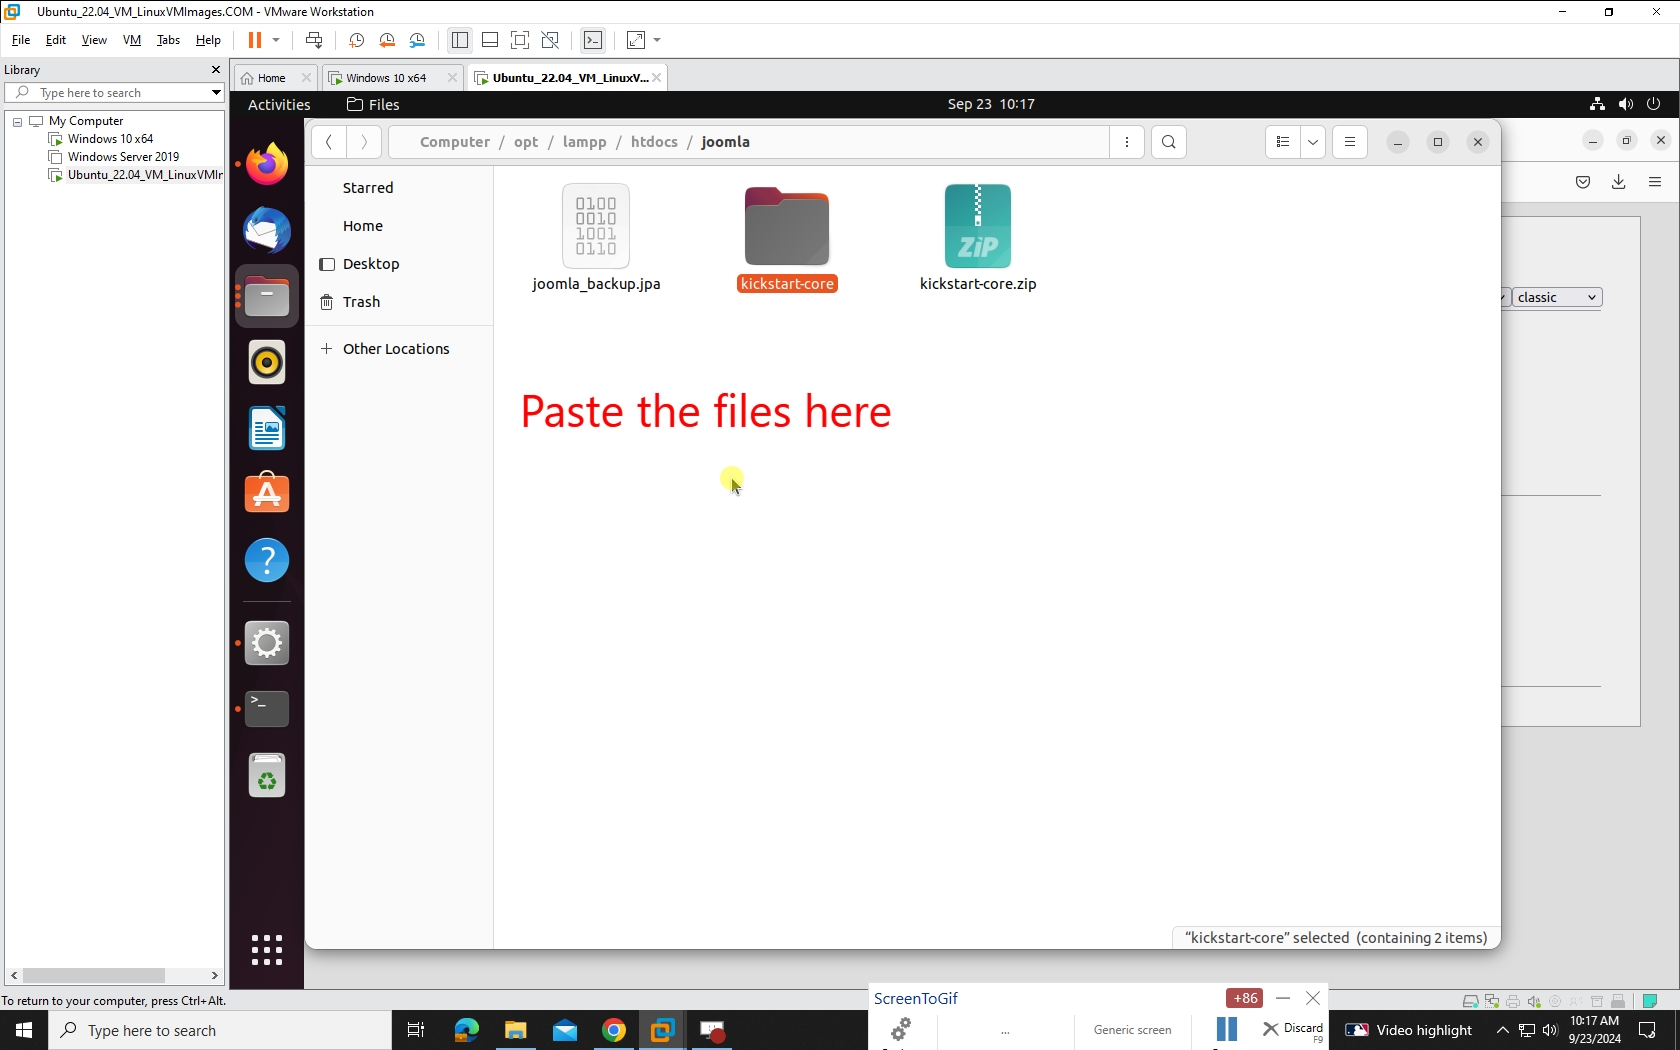 Ubuntu_22.04_VM_LinuxVMImages.COM - VMware Workstation
File Edit View VM Tabs Help
Library
Home Windows 10 x64 Ubuntu_22.04_VM_LinuxV...
Type here to search
Activities Files Sep 23 10:17
My Computer
Windows 10 x64
Windows Server 2019
Ubuntu_22.04_VM_LinuxVMIr
Computer / opt / lampp / htdocs / joomla
Starred
Home
Desktop
Trash
Other Locations
0100
0010
1001
0110
ZiP
joomla_backup.jpa kickstart-core kickstart-core.zip
classic
Paste the files here
"kickstart-core" selected (containing 2 items)
To return to your computer, press Ctrl+Alt.
ScreenToGif +86
... Generic screen Discard
F9
Type here to search
Video highlight
10:17 AM
9/23/2024